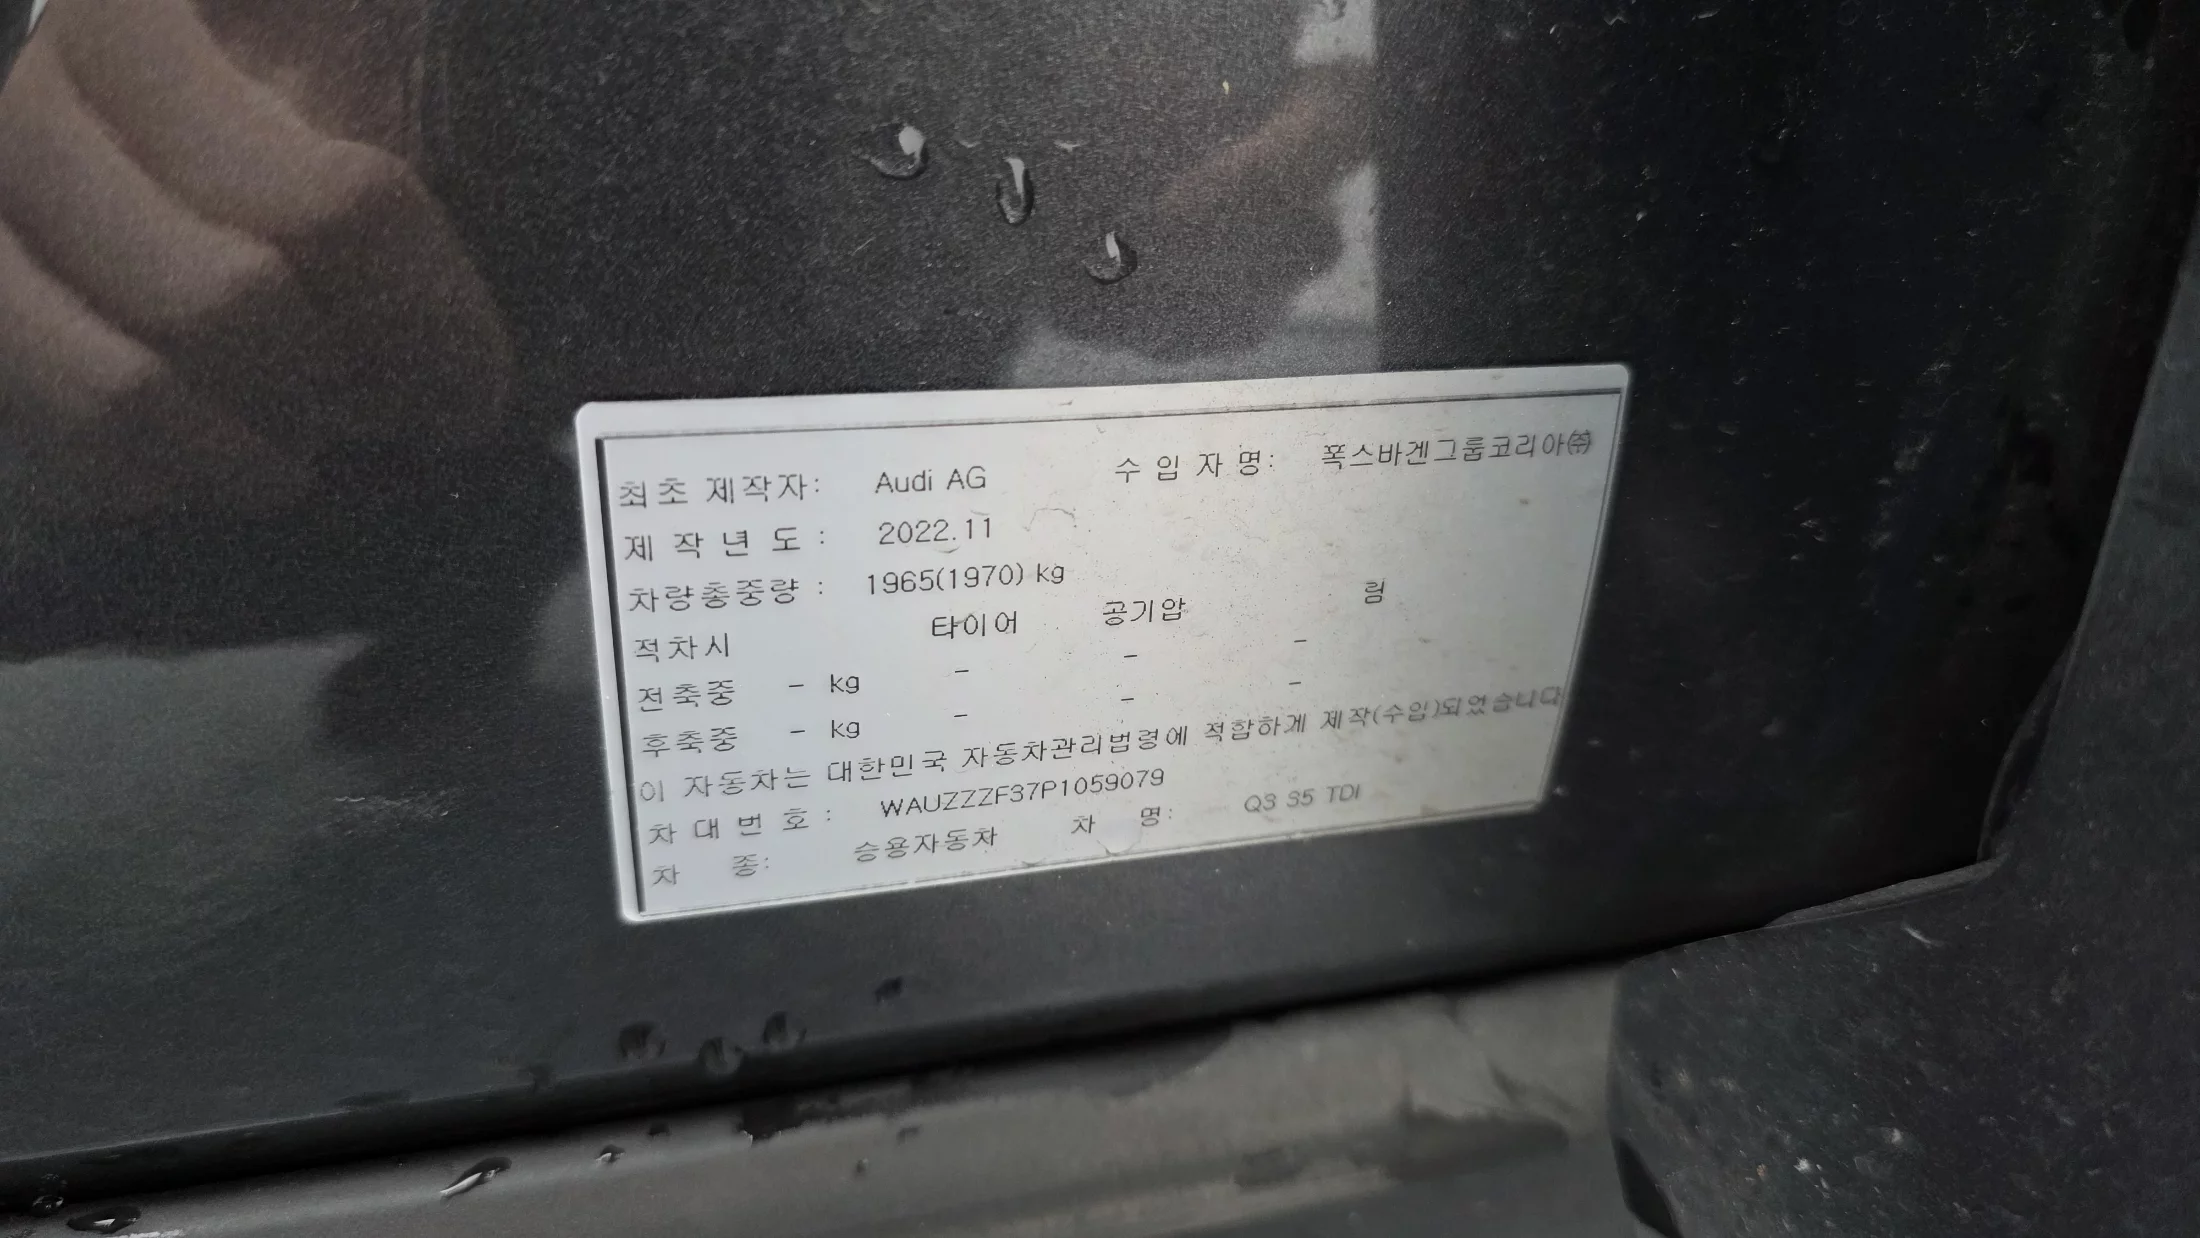 최초 제작자: Audi AG 수 입 자 명: 폭스바겐그룹코리아㈜
제 작 년 도 : 2022.11
차량총중량 : 1965(1970) kg
적차시 타이어 공기압 림
전축중 - kg - - -
후축중 - kg - - -
이 자동차는 대한민국 자동차관리법령에 적합하게 제작(수입)되었습니다
차 대 번 호 : WAUZZZF37P1059079
차 종: 승용자동차 차 명: Q3 35 TDI